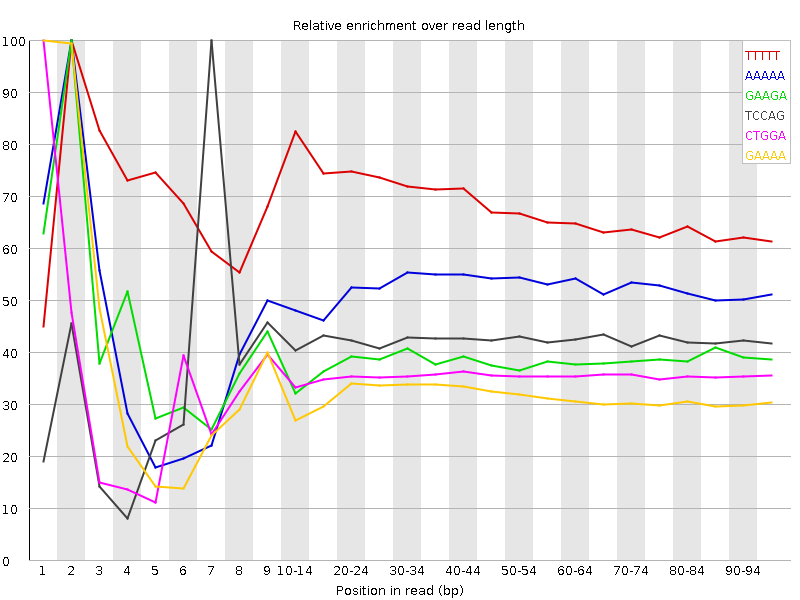 Relative enrichment over read length
100
90
80
70
60
50
40
30
20
10
0
TTTTT
AAAAA
GAAGA
TCCAG
CTGGA
GAAAA
1 2 3 4 5 6 7 8 9 10-14 20-24 30-34 40-44 50-54 60-64 70-74 80-84 90-94
Position in read (bp)